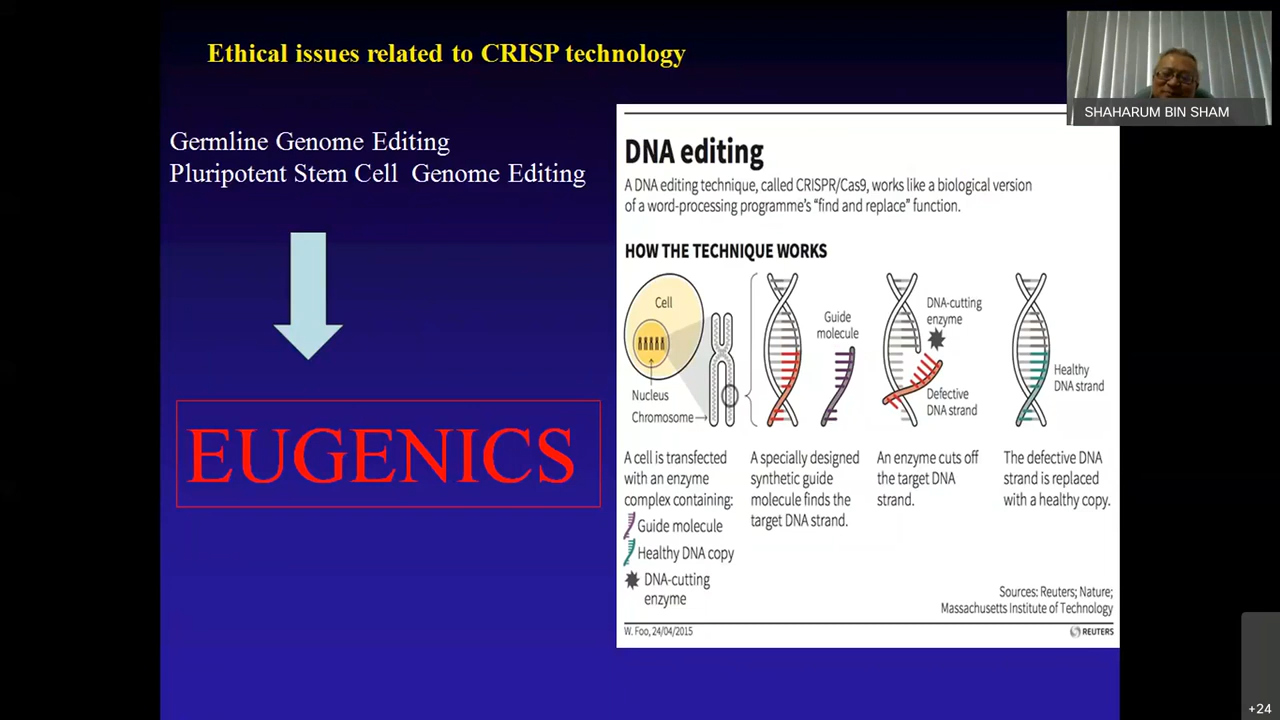 Ethical issues related to CRISP technology
SHAHARUM BIN SHAM
Germline Genome Editing
Pluripotent Stem Cell Genome Editing
EUGENICS
DNA editing
A DNA editing technique, called CRISPR/Cas9, works like a biological version
of a word-processing programme’s “find and replace” function.
HOW THE TECHNIQUE WORKS
Cell
Nucleus
Chromosome
Guide
molecule
DNA-cutting
enzyme
Defective
DNA strand
Healthy
DNA strand
A cell is transfected
with an enzyme
complex containing:
Guide molecule
Healthy DNA copy
DNA-cutting
enzyme
A specially designed
synthetic guide
molecule finds the
target DNA strand.
An enzyme cuts off
the target DNA
strand.
The defective DNA
strand is replaced
with a healthy copy.
Sources: Reuters; Nature;
Massachusetts Institute of Technology
W. Foo, 24/04/2015
REUTERS
+24